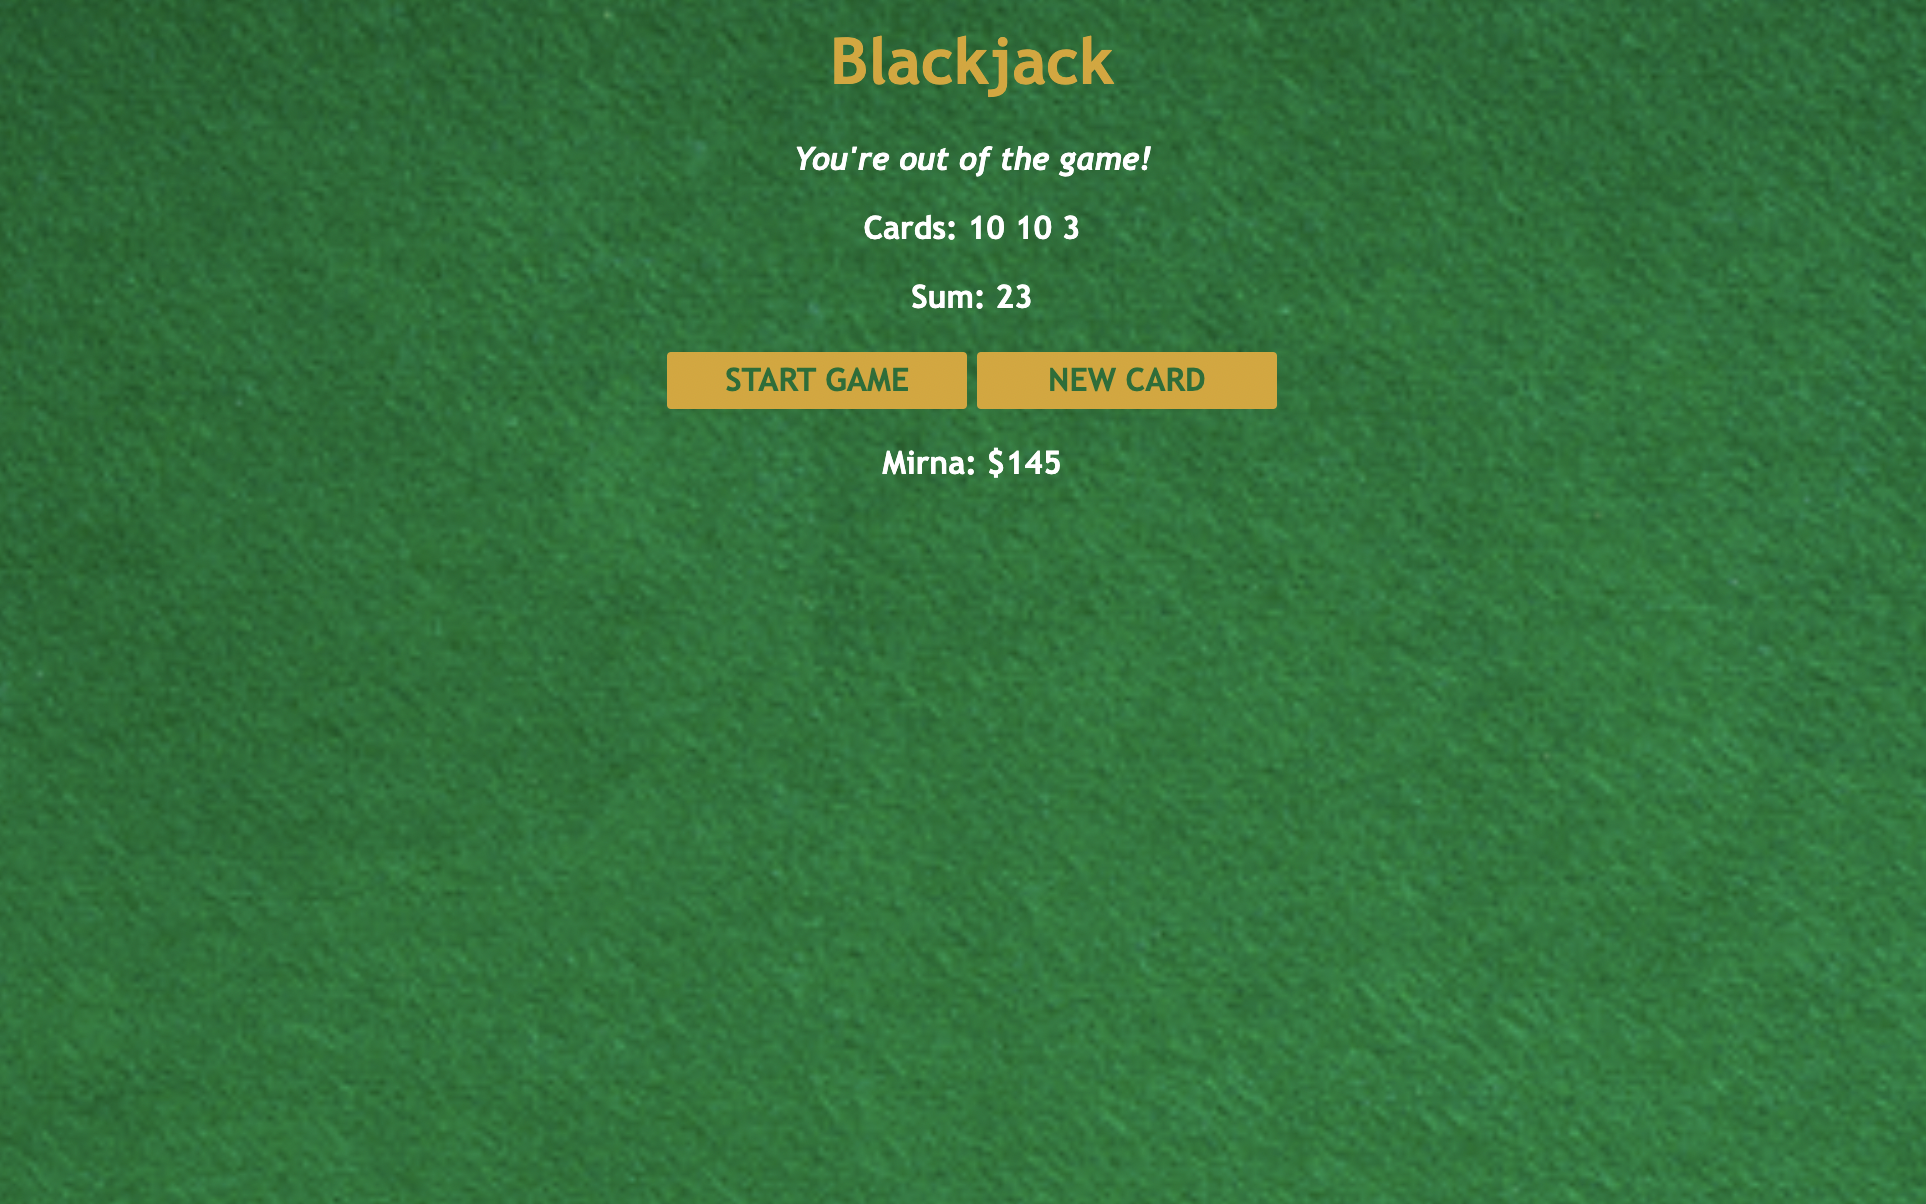 Blackjack
You're out of the game!
Cards: 10 10 3
Sum: 23
START GAME NEW CARD
Mirna: $145